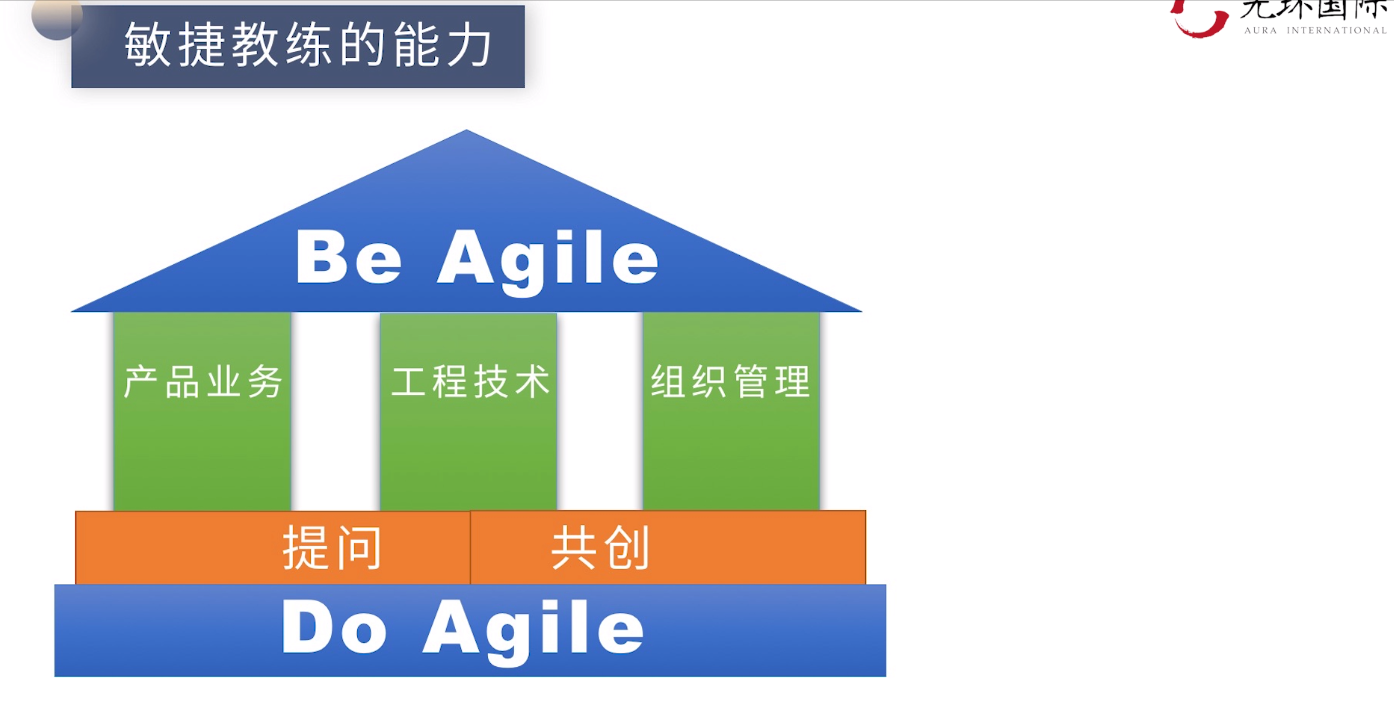 敏捷教练的能力
光环国际
AURA INTERNATIONAL
Be Agile
产品业务
工程技术
组织管理
提问
共创
Do Agile